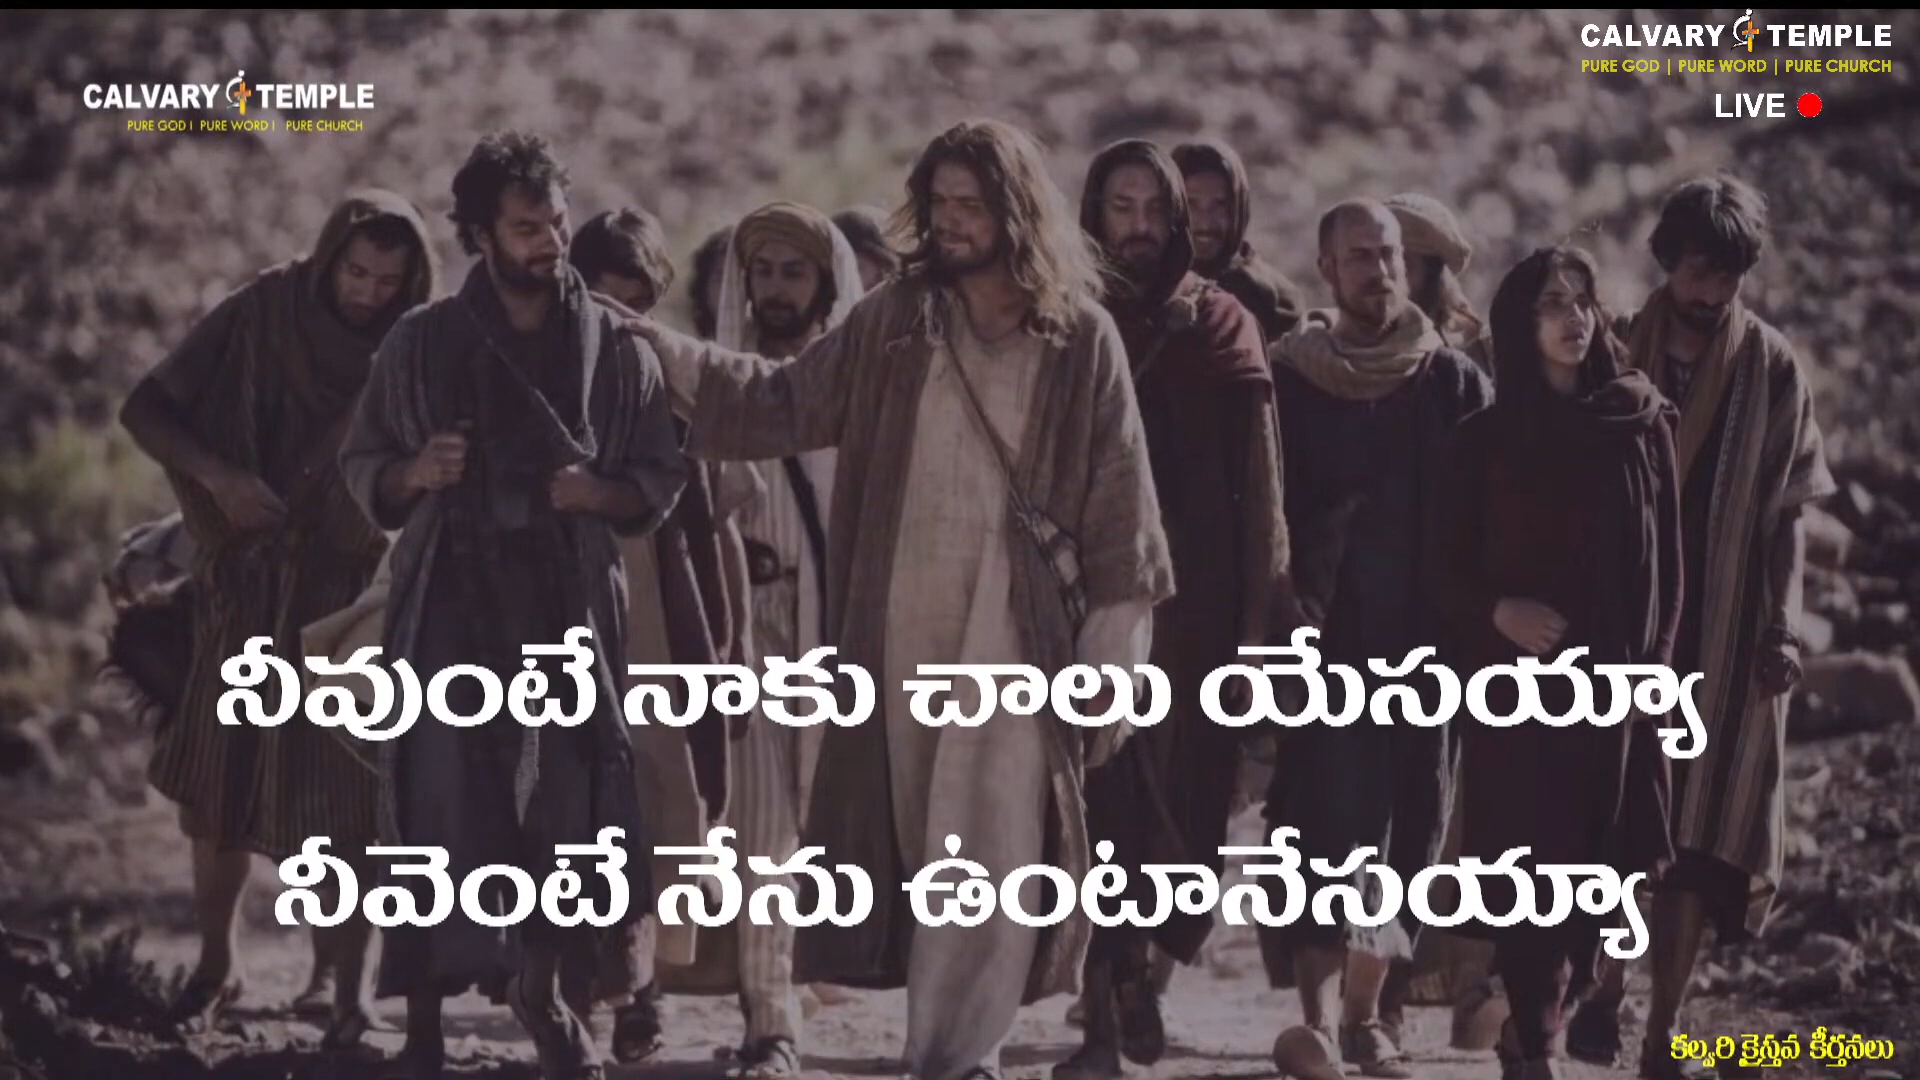 CALVARY TEMPLE
PURE GOD | PURE WORD | PURE CHURCH
LIVE
CALVARY TEMPLE
PURE GOD | PURE WORD | PURE CHURCH
నీవుంటే నాకు చాలు యేసయ్యా
నీవెంటే నేను ఉంటానేసయ్యా
కల్వరి క్రైస్తవ కీర్తనలు